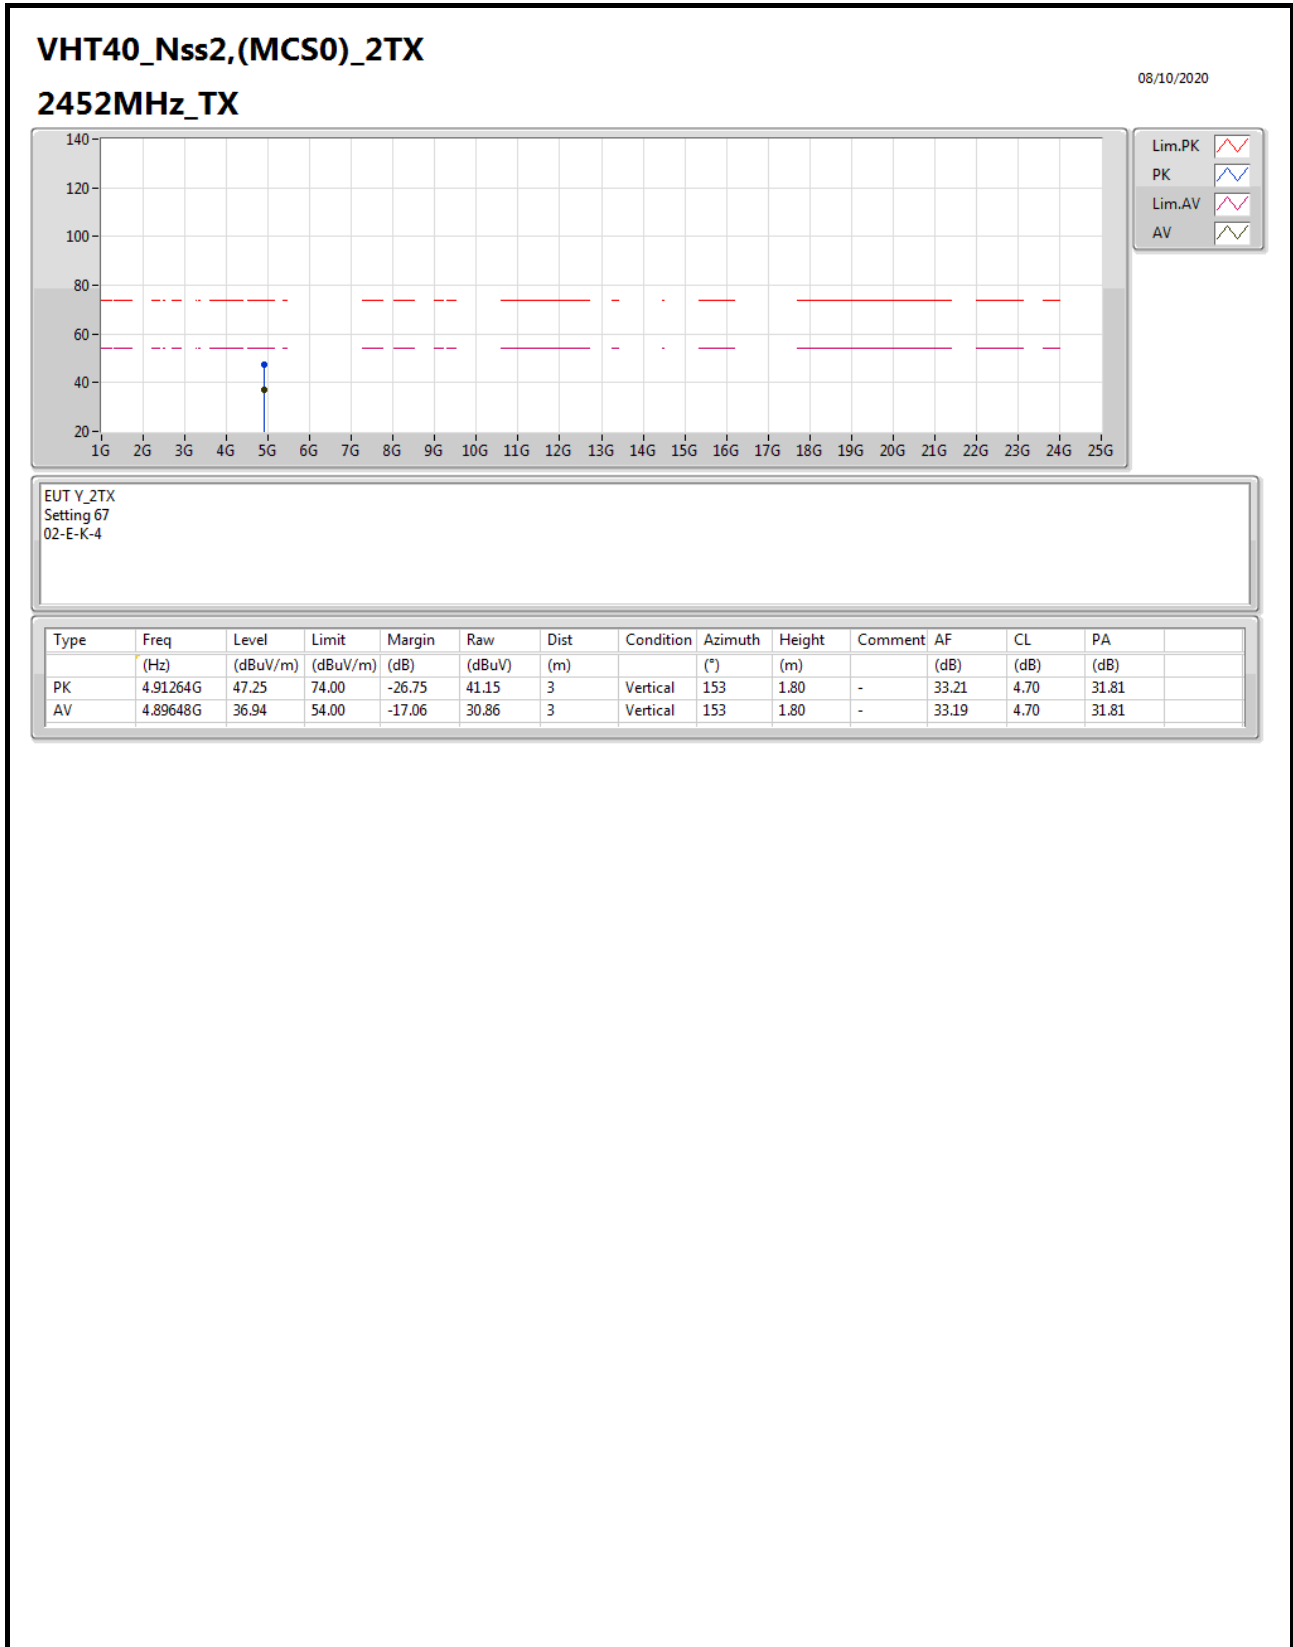 VHT40_Nss2,(MCS0)_2TX
08/10/2020
2452MHz_TX
140
120
100
80
60
40
20
1G 2G 3G 4G 5G 6G 7G 8G 9G 10G 11G 12G 13G 14G 15G 16G 17G 18G 19G 20G 21G 22G 23G 24G 25G
Lim.PK
PK
Lim.AV
AV
EUT Y_2TX
Setting 67
02-E-K-4
Type Freq Level Limit Margin Raw Dist Condition Azimuth Height Comment AF CL PA
(Hz) (dBuV/m) (dBuV/m) (dB) (dBuV) (m) (°) (m) (dB) (dB) (dB)
PK 4.91264G 47.25 74.00 -26.75 41.15 3 Vertical 153 1.80 - 33.21 4.70 31.81
AV 4.89648G 36.94 54.00 -17.06 30.86 3 Vertical 153 1.80 - 33.19 4.70 31.81